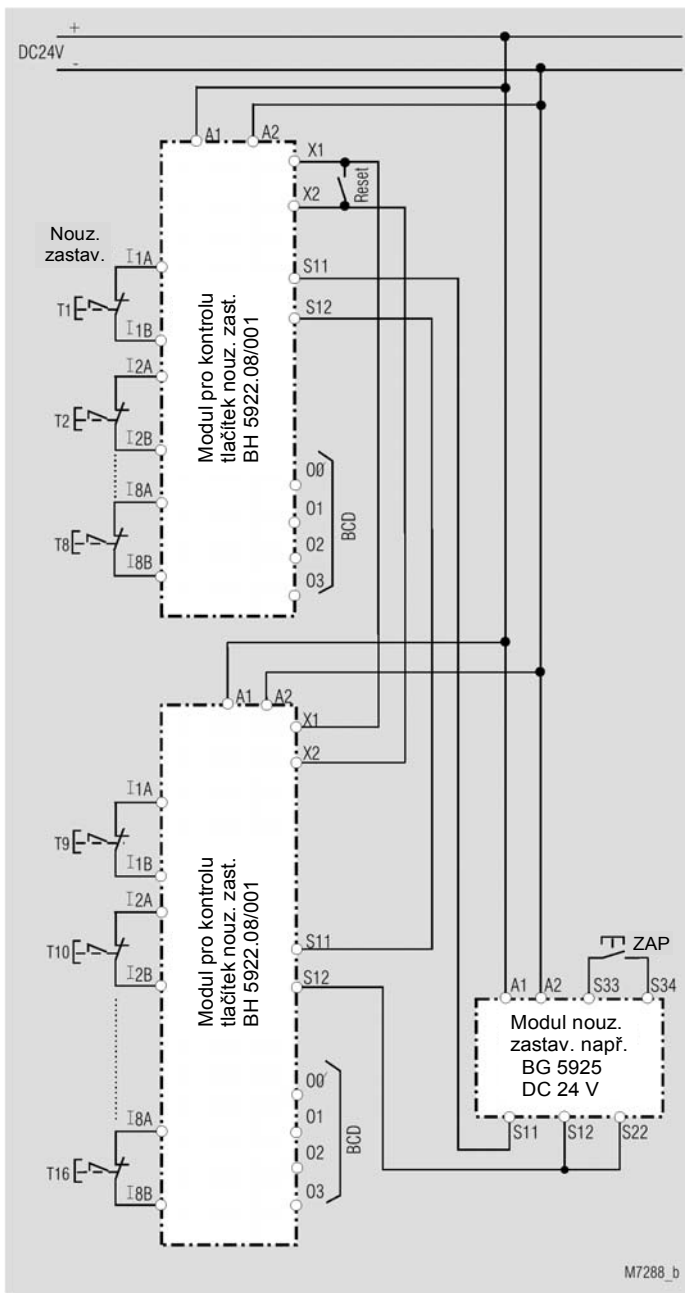 +
DC24V
-
A1 A2
X1
X2
Reset
Nouz.
zastav.
I1A
T1
I1B
I2A
T2
I2B
I8A
T8
I8B
S11
S12
Modul pro kontrolu
tlačítek nouz. zast.
BH 5922.08/001
O0
O1
O2
O3
BCD
A1 A2
X1
X2
I1A
T9
I1B
I2A
T10
I2B
I8A
T16
I8B
Modul pro kontrolu
tlačítek nouz. zast.
BH 5922.08/001
S11
S12
O0
O1
O2
O3
BCD
ZAP
A1 A2 S33 S34
Modul nouz.
zastav. např.
BG 5925
DC 24 V
S11 S12 S22
M7288_b